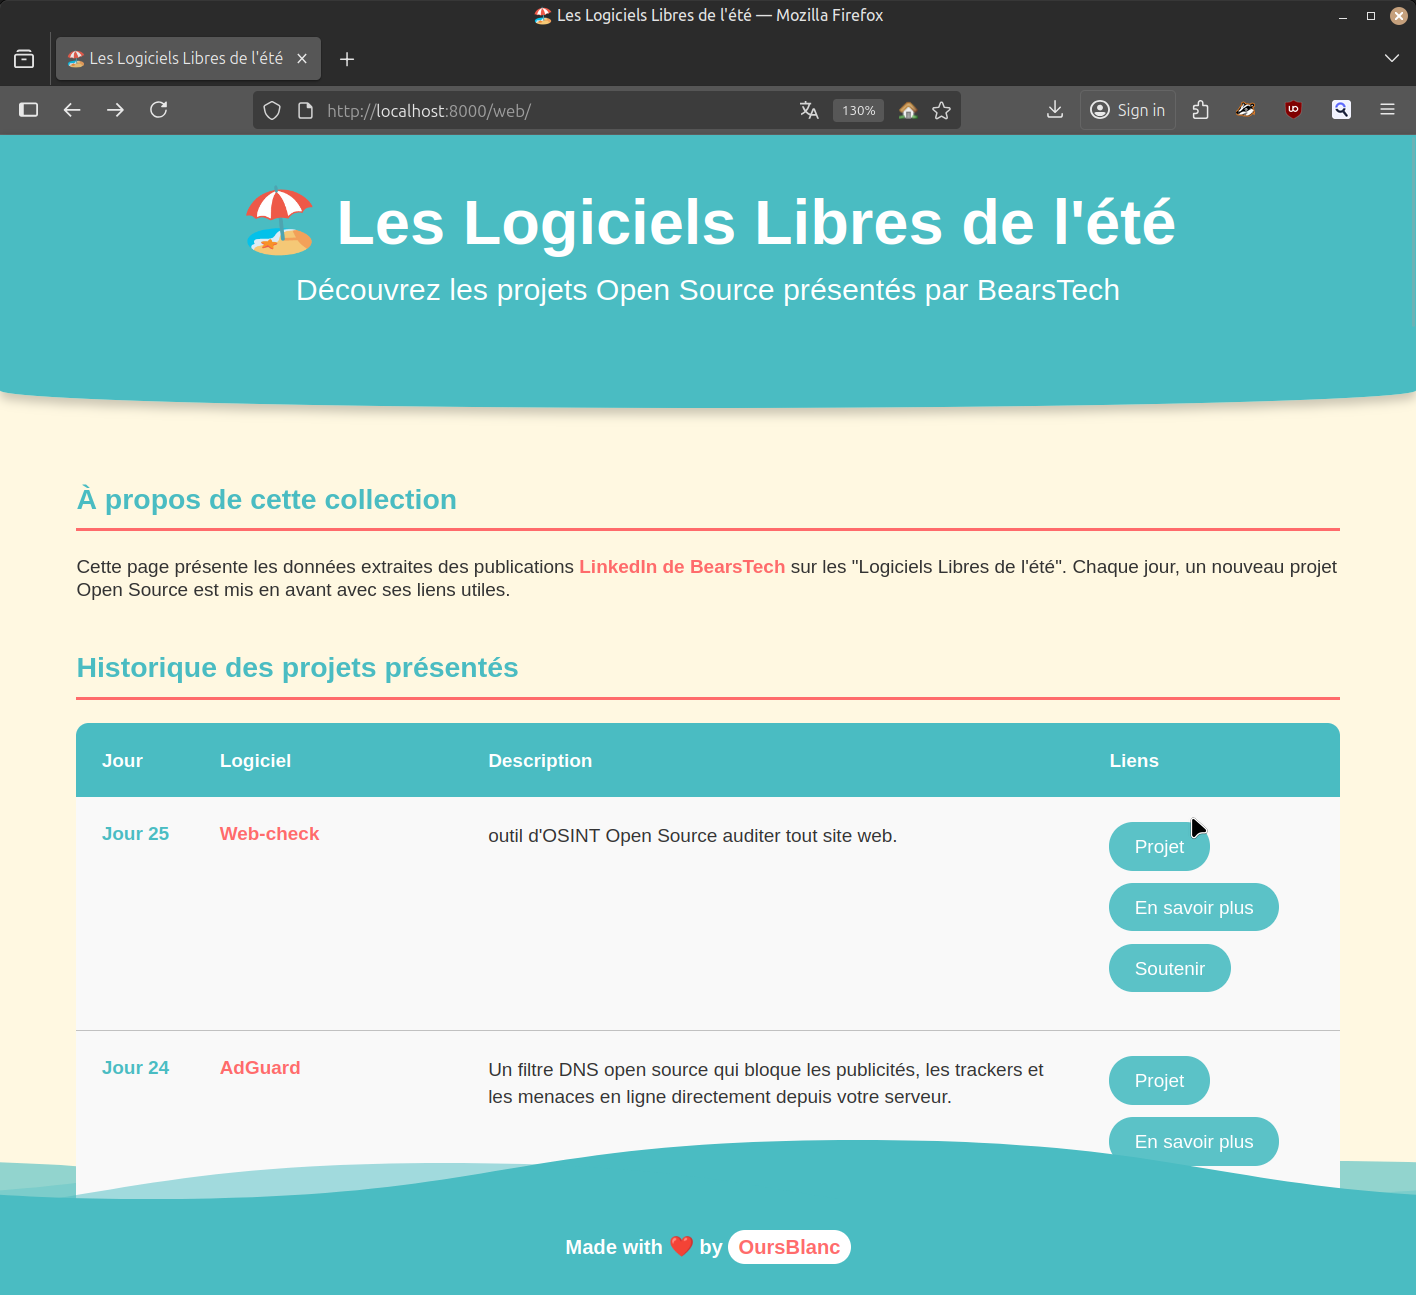 Les Logiciels Libres de l'été — Mozilla Firefox
Les Logiciels Libres de l'été
http://localhost:8000/web/
130%
Sign in
Les Logiciels Libres de l'été
Découvrez les projets Open Source présentés par BearsTech
À propos de cette collection
Cette page présente les données extraites des publications LinkedIn de BearsTech sur les "Logiciels Libres de l'été". Chaque jour, un nouveau projet
Open Source est mis en avant avec ses liens utiles.
Historique des projets présentés
Jour Logiciel Description Liens
Jour 25 Web-check outil d'OSINT Open Source auditer tout site web.
Projet
En savoir plus
Soutenir
Jour 24 AdGuard Un filtre DNS open source qui bloque les publicités, les trackers et
les menaces en ligne directement depuis votre serveur.
Projet
En savoir plus
Made with ❤️ by OursBlanc